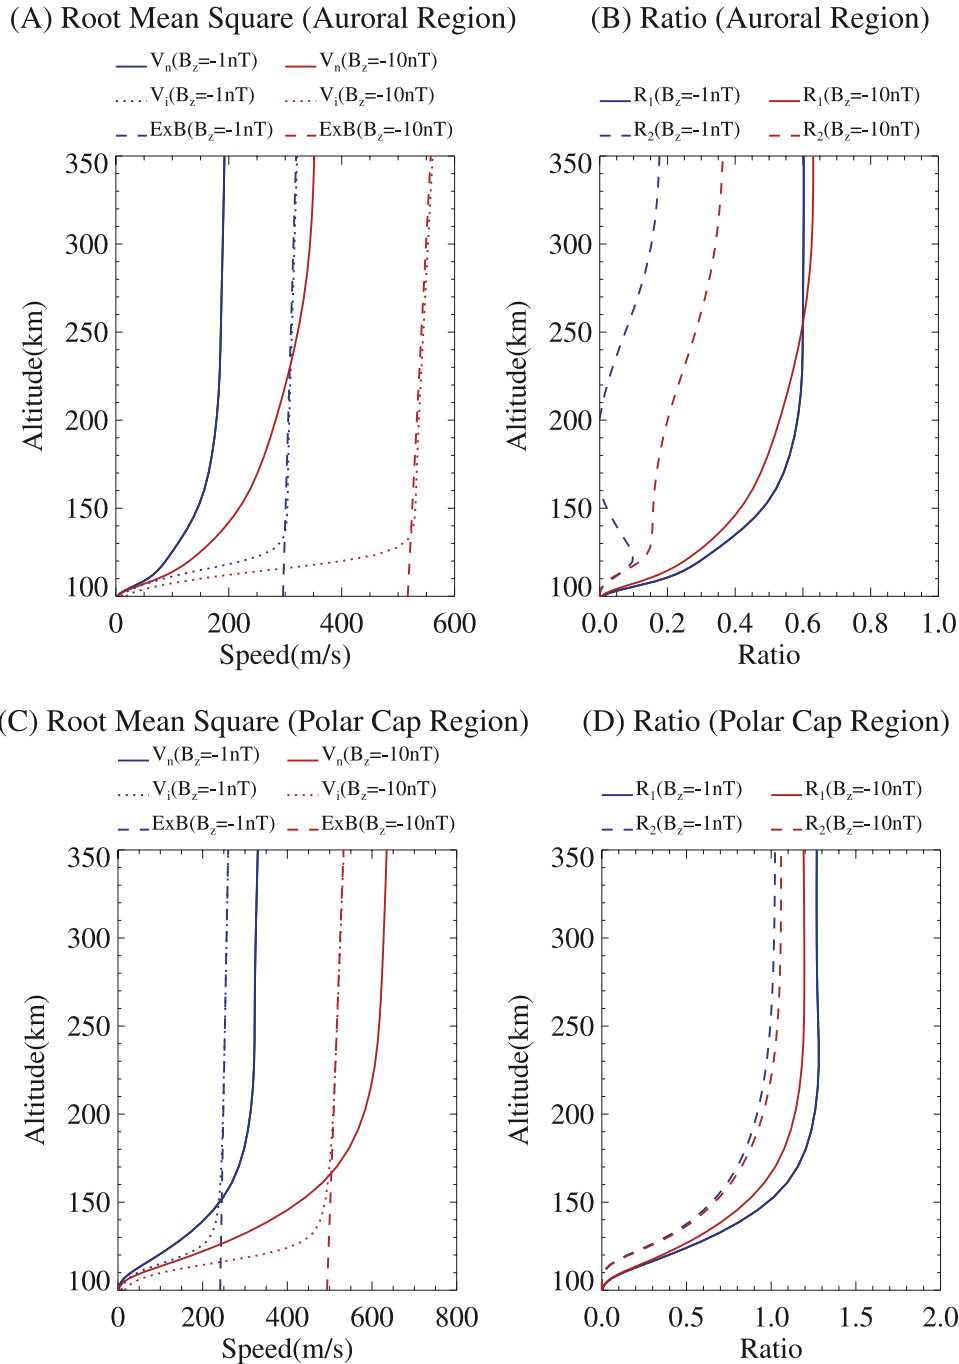 (A) Root Mean Square (Auroral Region)
Vn(Bz=-1nT) Vn(Bz=-10nT)
Vi(Bz=-1nT) Vi(Bz=-10nT)
ExB(Bz=-1nT) ExB(Bz=-10nT)
350
300
250
200
150
100
Altitude(km)
0 200 400 600
Speed(m/s)
(B) Ratio (Auroral Region)
R1(Bz=-1nT) R1(Bz=-10nT)
R2(Bz=-1nT) R2(Bz=-10nT)
350
300
250
200
150
100
Altitude(km)
0.0 0.2 0.4 0.6 0.8 1.0
Ratio
(C) Root Mean Square (Polar Cap Region)
Vn(Bz=-1nT) Vn(Bz=-10nT)
Vi(Bz=-1nT) Vi(Bz=-10nT)
ExB(Bz=-1nT) ExB(Bz=-10nT)
350
300
250
200
150
100
Altitude(km)
0 200 400 600 800
Speed(m/s)
(D) Ratio (Polar Cap Region)
R1(Bz=-1nT) R1(Bz=-10nT)
R2(Bz=-1nT) R2(Bz=-10nT)
350
300
250
200
150
100
Altitude(km)
0.0 0.5 1.0 1.5 2.0
Ratio